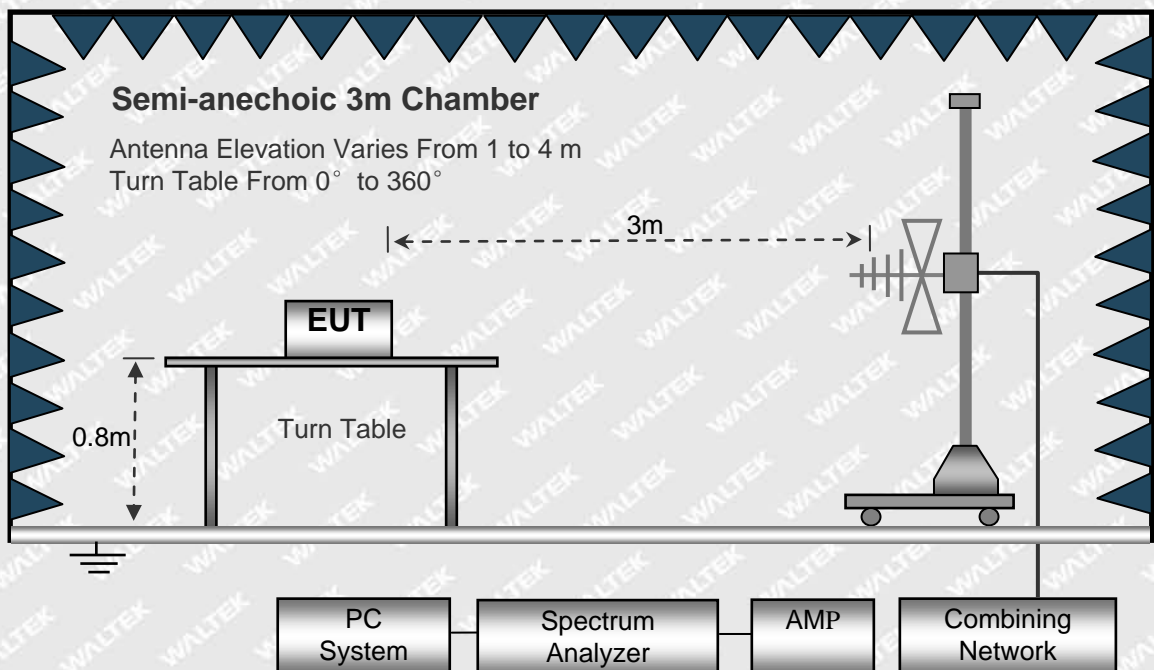 Semi-anechoic 3m Chamber
Antenna Elevation Varies From 1 to 4 m
Turn Table From 0° to 360°
3m
EUT
0.8m
Turn Table
PC
System
Spectrum
Analyzer
AMP
Combining
Network
WALTEK